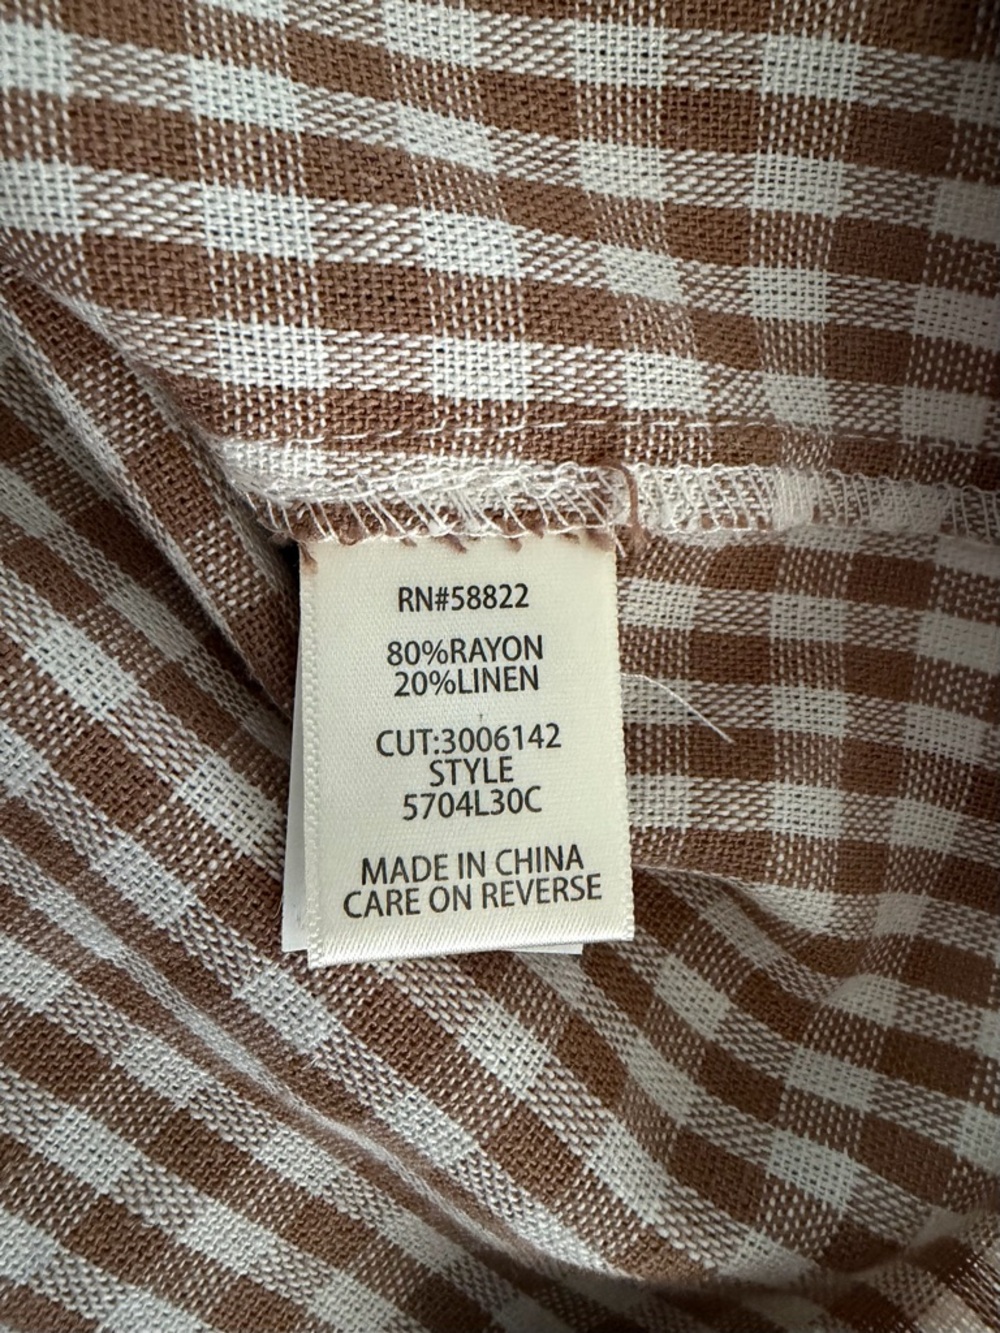 RN#58822
80%RAYON
20%LINEN
CUT:3006142
STYLE
5704L30C
MADE IN CHINA
CARE ON REVERSE